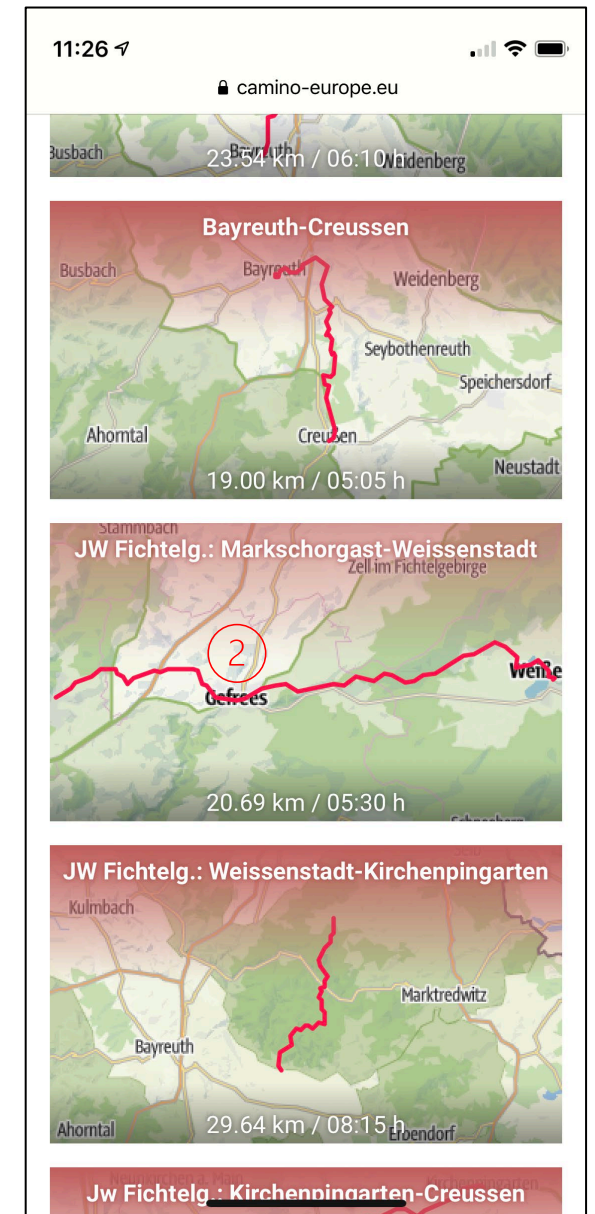 11:26
camino-europe.eu
Busbach
Bayreuth
Weidenberg
23.54 km / 06:10 h
Bayreuth-Creussen
Busbach
Bayreuth
Weidenberg
Seybothenreuth
Speichersdorf
Ahorntal
Creußen
Neustadt
19.00 km / 05:05 h
Stammbach
JW Fichtelg.: Markschorgast-Weissenstadt
Zell im Fichtelgebirge
2
Weiße
Gefrees
20.69 km / 05:30 h
JW Fichtelg.: Weissenstadt-Kirchenpingarten
Kulmbach
Marktredwitz
Bayreuth
29.64 km / 08:15 h
Ahorntal
Erbendorf
Jw Fichtelg.: Kirchenpingarten-Creussen